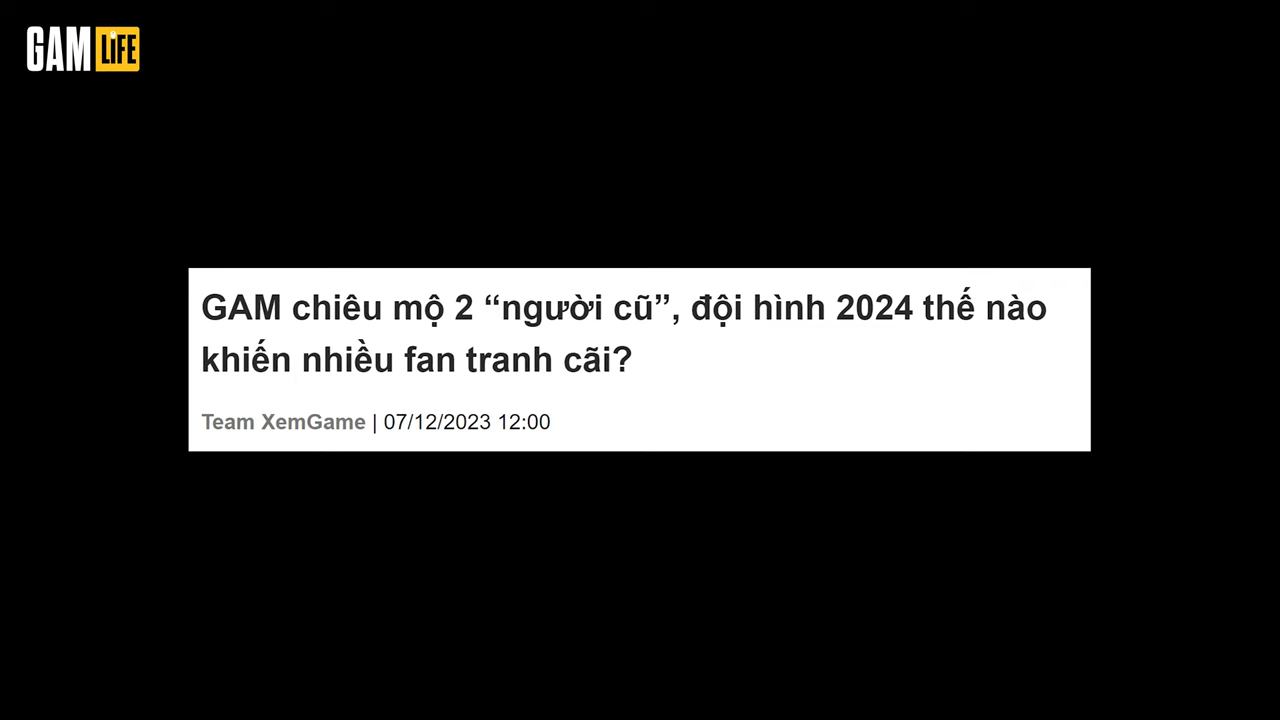 GAM LiFE
GAM chiêu mộ 2 “người cũ”, đội hình 2024 thế nào
khiến nhiều fan tranh cãi?
Team XemGame | 07/12/2023 12:00